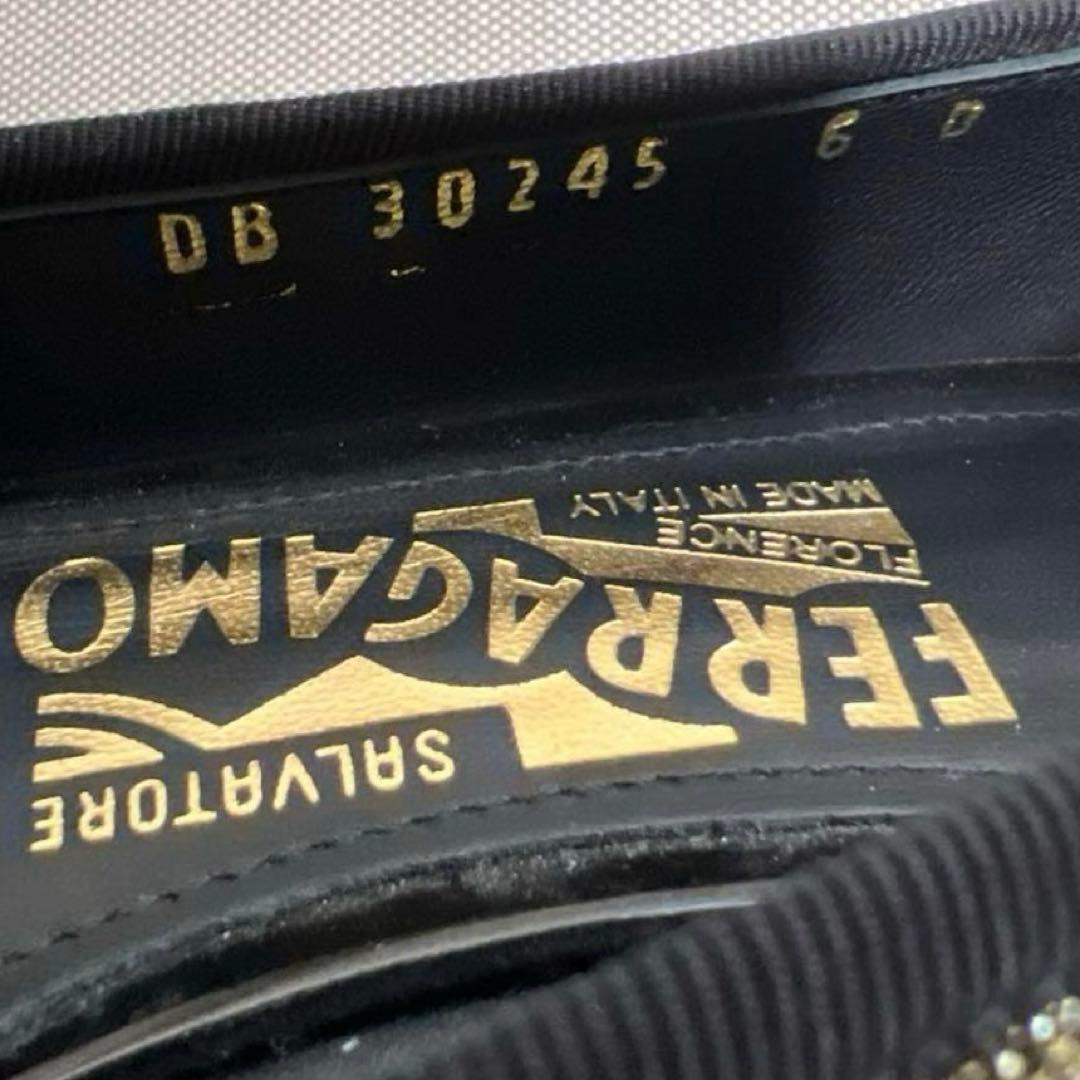 DB 30245 6 D
SALVATORE
FERRAGAMO
FLORENCE
MADE IN ITALY